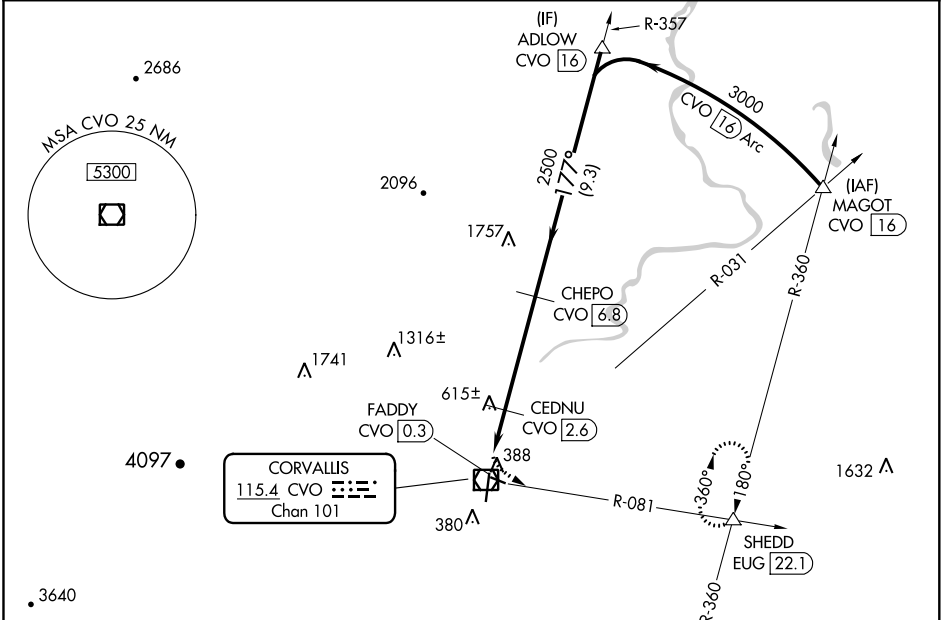 (IF)
ADLOW
CVO 16
R-357
2686
MSA CVO 25 NM
5300
3000
CVO 16 Arc
2500
177°
(9.3)
2096
(IAF)
MAGOT
CVO 16
1757
R-031
R-360
CHEPO
CVO 6.8
1316±
1741
615±
FADDY
CVO 0.3
CEDNU
CVO 2.6
388
4097
CORVALLIS
115.4 CVO
Chan 101
360°
180°
1632
R-081
380
SHEDD
EUG 22.1
3640
R-360